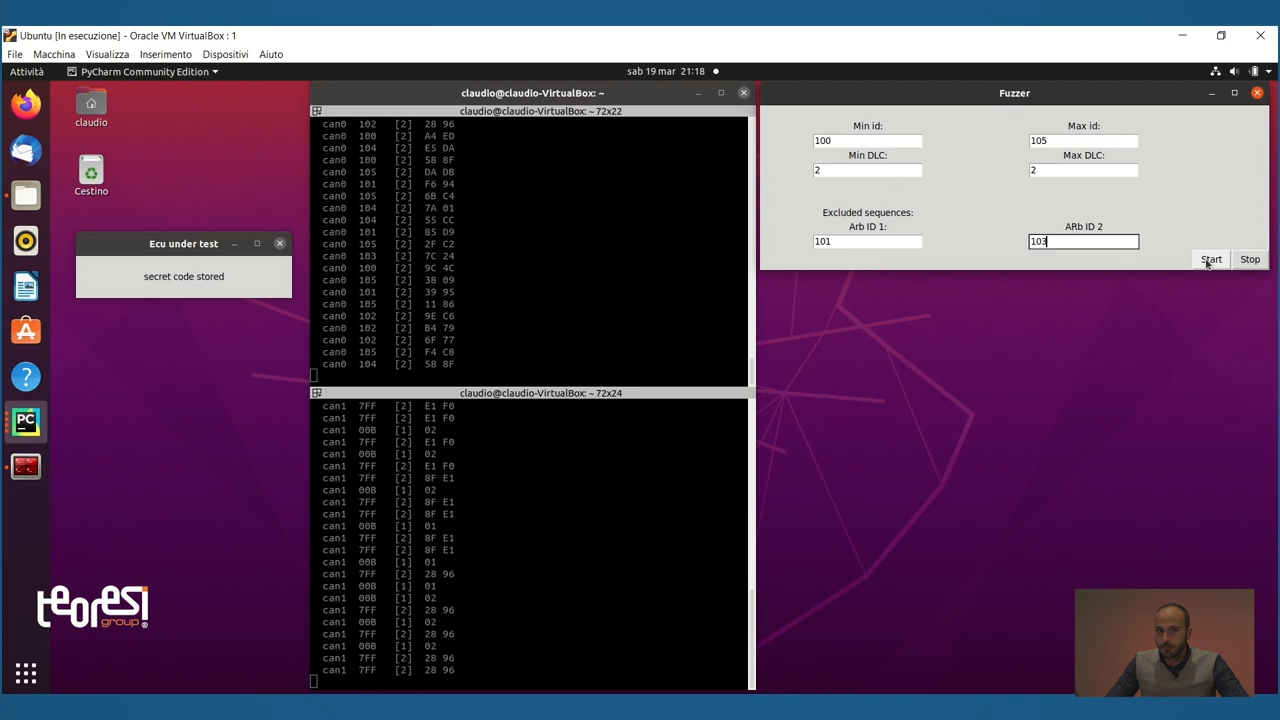 Ubuntu [In esecuzione] - Oracle VM VirtualBox : 1
File Macchina Visualizza Inserimento Dispositivi Aiuto
Attività PyCharm Community Edition sab 19 mar 21:18
claudio
Cestino
Ecu under test
secret code stored
claudio@claudio-VirtualBox: ~
claudio@claudio-VirtualBox: ~ 72x22
can0 102 [2] 28 96
can0 100 [2] A4 ED
can0 104 [2] E5 DA
can0 100 [2] 58 8F
can0 105 [2] DA DB
can0 101 [2] F6 94
can0 105 [2] 6B C4
can0 104 [2] 7A 01
can0 104 [2] 55 CC
can0 101 [2] 85 D9
can0 105 [2] 2F C2
can0 103 [2] 7C 24
can0 100 [2] 9C 4C
can0 105 [2] 38 09
can0 101 [2] 39 95
can0 105 [2] 11 86
can0 102 [2] 9E C6
can0 102 [2] B4 79
can0 102 [2] 6F 77
can0 105 [2] F4 C8
can0 104 [2] 58 8F
claudio@claudio-VirtualBox: ~ 72x24
can1 7FF [2] E1 F0
can1 7FF [2] E1 F0
can1 00B [1] 02
can1 7FF [2] E1 F0
can1 00B [1] 02
can1 7FF [2] E1 F0
can1 7FF [2] 8F E1
can1 00B [1] 02
can1 7FF [2] 8F E1
can1 7FF [2] 8F E1
can1 00B [1] 01
can1 7FF [2] 8F E1
can1 7FF [2] 8F E1
can1 00B [1] 01
can1 7FF [2] 28 96
can1 00B [1] 01
can1 00B [1] 02
can1 7FF [2] 28 96
can1 00B [1] 02
can1 7FF [2] 28 96
can1 00B [1] 02
can1 7FF [2] 28 96
can1 7FF [2] 28 96
Fuzzer
Min id: Max id:
100 105
Min DLC: Max DLC:
2 2
Excluded sequences:
Arb ID 1: ARb ID 2
101 103
Start Stop
PC
teoresi
group®